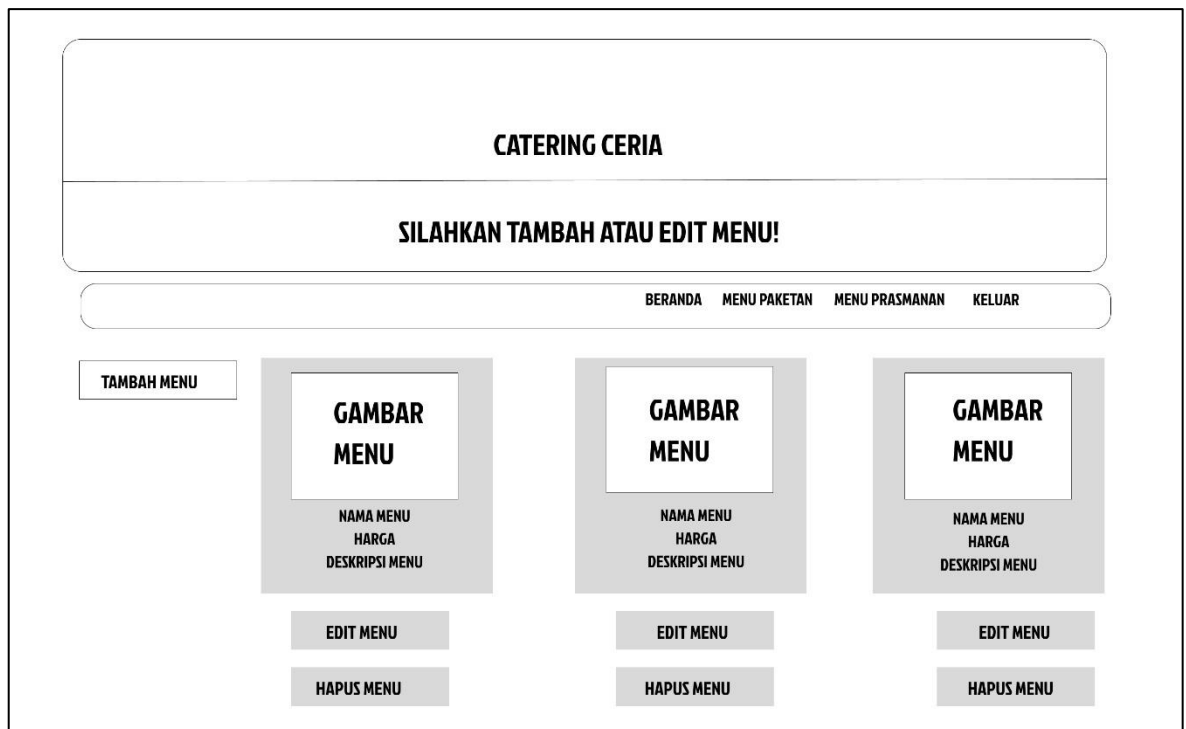 CATERING CERIA
SILAHKAN TAMBAH ATAU EDIT MENU!
BERANDA MENU PAKETAN MENU PRASMANAN KELUAR
TAMBAH MENU
GAMBAR
MENU
NAMA MENU
HARGA
DESKRIPSI MENU
EDIT MENU
HAPUS MENU
GAMBAR
MENU
NAMA MENU
HARGA
DESKRIPSI MENU
EDIT MENU
HAPUS MENU
GAMBAR
MENU
NAMA MENU
HARGA
DESKRIPSI MENU
EDIT MENU
HAPUS MENU